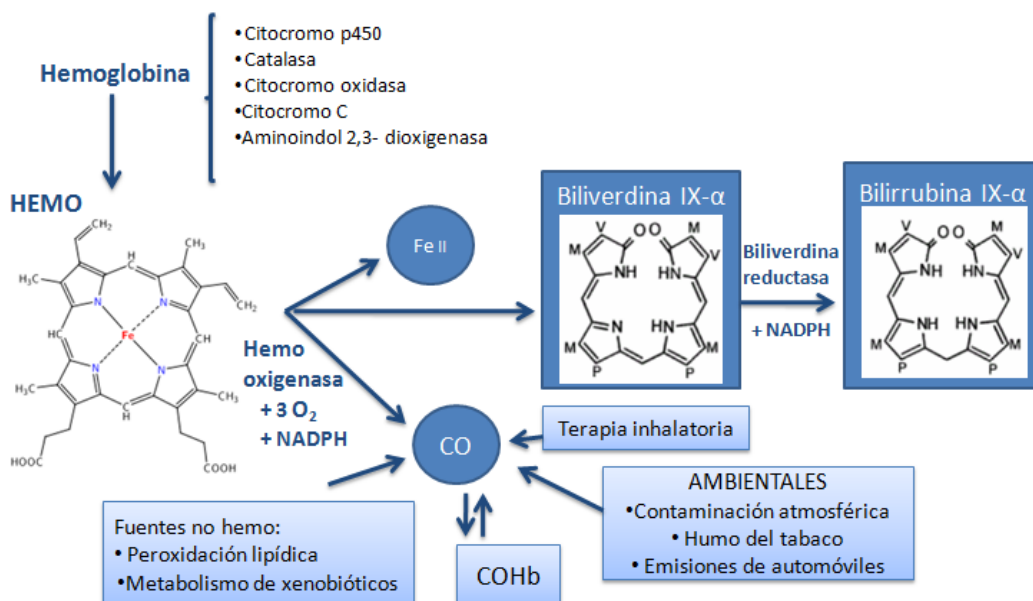 Hemoglobina
•Citocromo p450
•Catalasa
•Citocromo oxidasa
•Citocromo C
•Aminoindol 2,3- dioxigenasa
HEMO
CH₂
H
CH₃
H₃C
N
N
CH₂
HC
Fe
CH
N
N
H₃C
CH₃
C
H
HOOC
COOH
Hemo
oxigenasa
+ 3 O₂
+ NADPH
Fe II
Biliverdina IX-α
V
O O
M
M
V
NH
HN
N
HN
M
M
P
P
Biliverdina
reductasa
+ NADPH
Bilirrubina IX-α
V
O O
M
M
V
NH
HN
NH
HN
M
M
P
P
CO
Terapia inhalatoria
AMBIENTALES
•Contaminación atmosférica
•Humo del tabaco
•Emisiones de automóviles
Fuentes no hemo:
• Peroxidación lipídica
•Metabolismo de xenobióticos
COHb